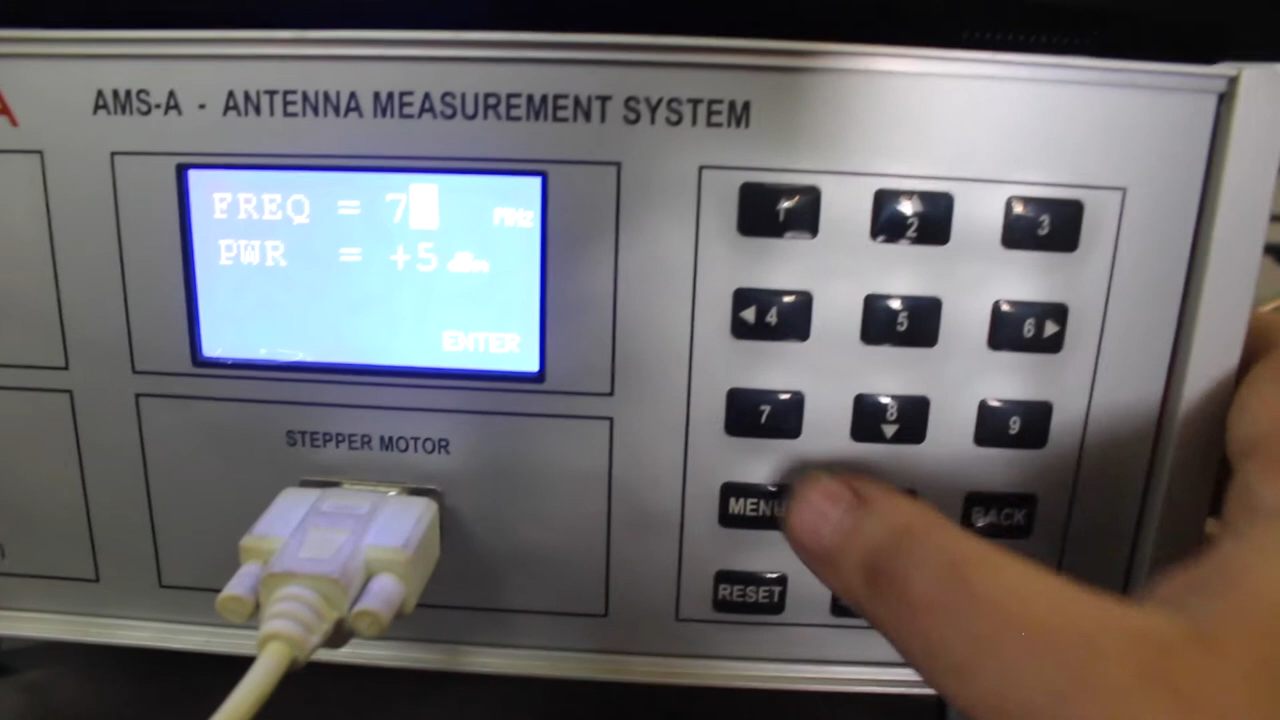 A
AMS-A - ANTENNA MEASUREMENT SYSTEM
FREQ = 7 MHz
PWR = +5 dBm
ENTER
STEPPER MOTOR
1 2 3
4 5 6
7 8 9
MENU BACK
RESET